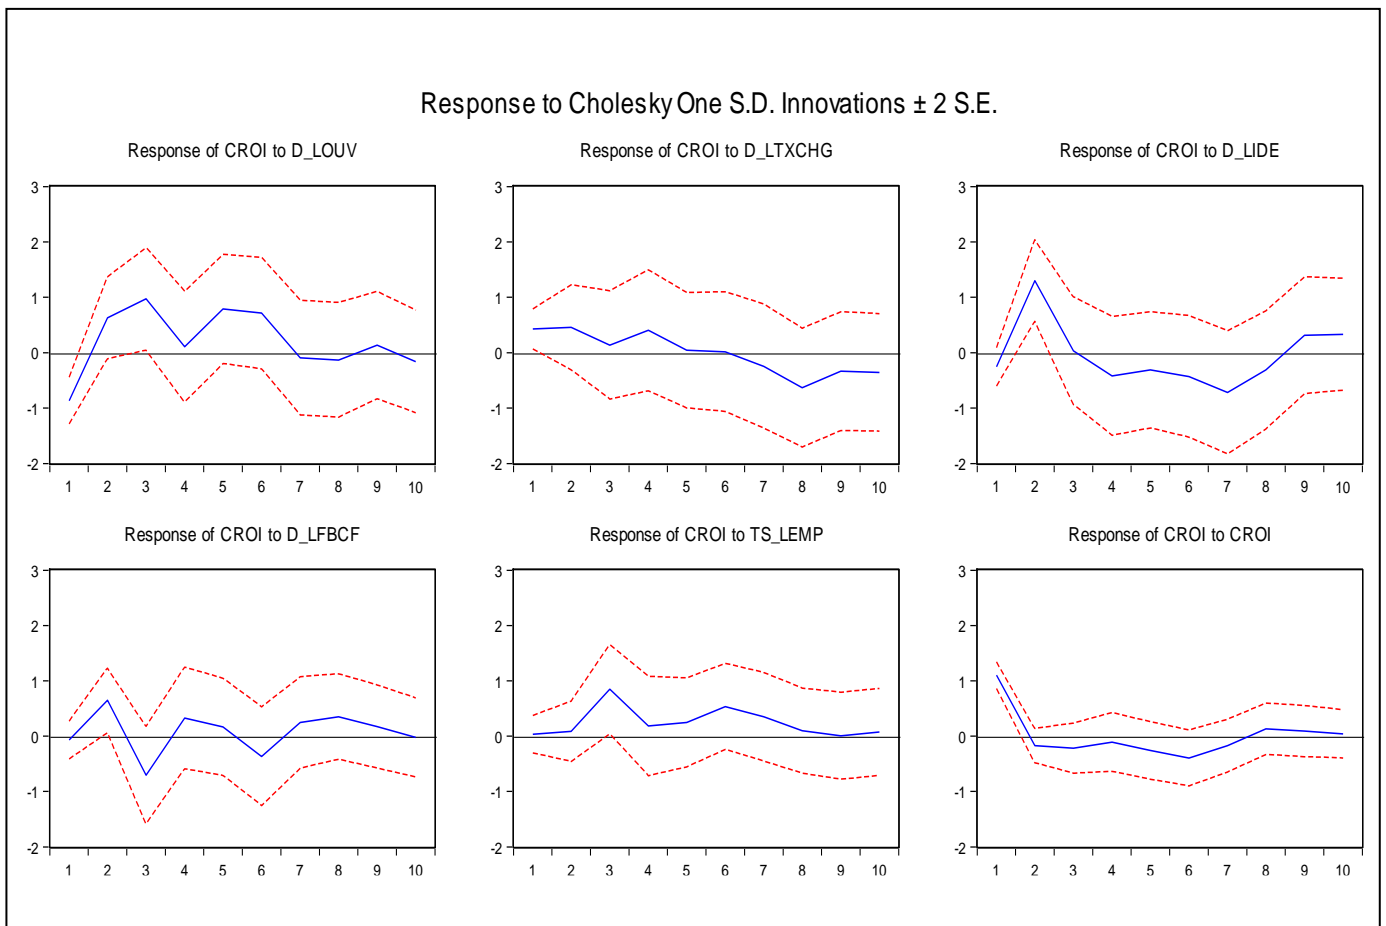 Response to Cholesky One S.D. Innovations ± 2 S.E.
Response of CROI to D_LOUV
3
2
1
0
-1
-2
1 2 3 4 5 6 7 8 9 10
Response of CROI to D_LTXCHG
3
2
1
0
-1
-2
1 2 3 4 5 6 7 8 9 10
Response of CROI to D_LIDE
3
2
1
0
-1
-2
1 2 3 4 5 6 7 8 9 10
Response of CROI to D_LFBCF
3
2
1
0
-1
-2
1 2 3 4 5 6 7 8 9 10
Response of CROI to TS_LEMP
3
2
1
0
-1
-2
1 2 3 4 5 6 7 8 9 10
Response of CROI to CROI
3
2
1
0
-1
-2
1 2 3 4 5 6 7 8 9 10